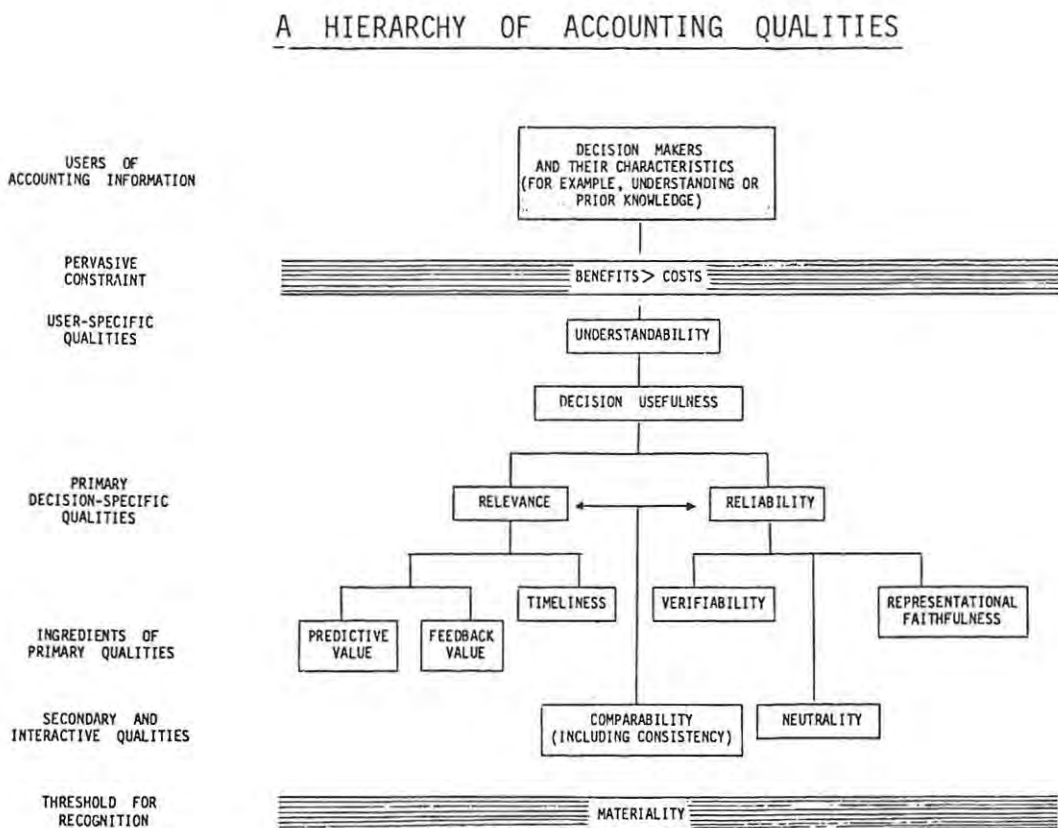 A HIERARCHY OF ACCOUNTING QUALITIES
USERS OF
ACCOUNTING INFORMATION
DECISION MAKERS
AND THEIR CHARACTERISTICS
(FOR EXAMPLE, UNDERSTANDING OR
PRIOR KNOWLEDGE)
PERVASIVE
CONSTRAINT
BENEFITS > COSTS
USER-SPECIFIC
QUALITIES
UNDERSTANDABILITY
DECISION USEFULNESS
PRIMARY
DECISION-SPECIFIC
QUALITIES
RELEVANCE
RELIABILITY
TIMELINESS
VERIFIABILITY
REPRESENTATIONAL
FAITHFULNESS
INGREDIENTS OF
PRIMARY QUALITIES
PREDICTIVE
VALUE
FEEDBACK
VALUE
SECONDARY AND
INTERACTIVE QUALITIES
COMPARABILITY
(INCLUDING CONSISTENCY)
NEUTRALITY
THRESHOLD FOR
RECOGNITION
MATERIALITY